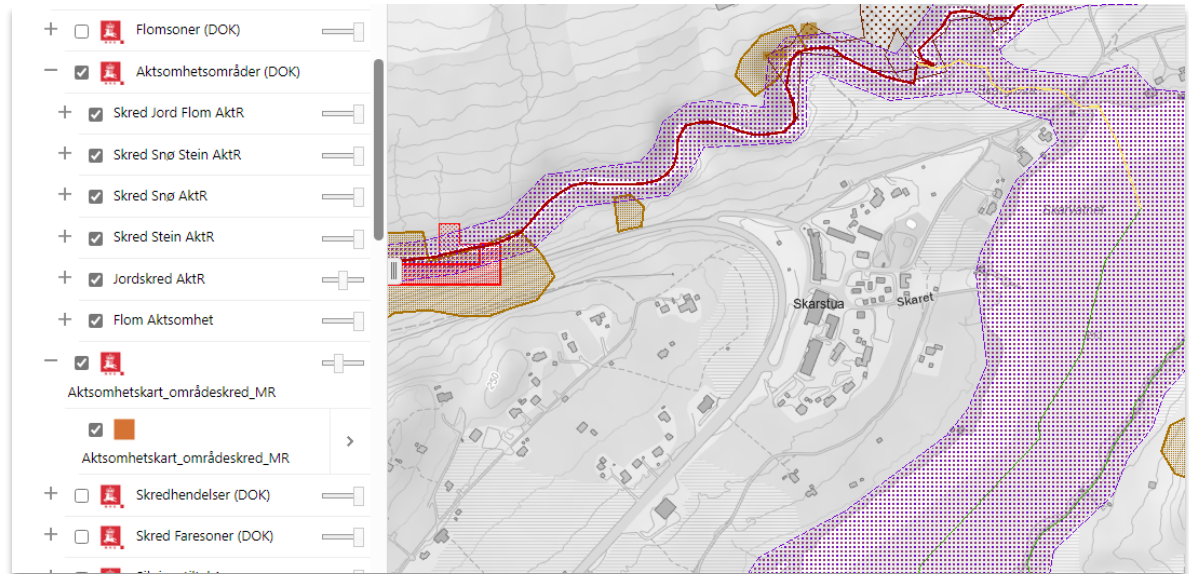 Flomsoner (DOK)
Aktsomhetsområder (DOK)
Skred Jord Flom AktR
Skred Snø Stein AktR
Skred Snø AktR
Skred Stein AktR
Jordskred AktR
Flom Aktsomhet
Aktsomhetskart_områdeskred_MR
Aktsomhetskart_områdeskred_MR
Skredhendelser (DOK)
Skred Faresoner (DOK)
Skarstua
Skaret
250